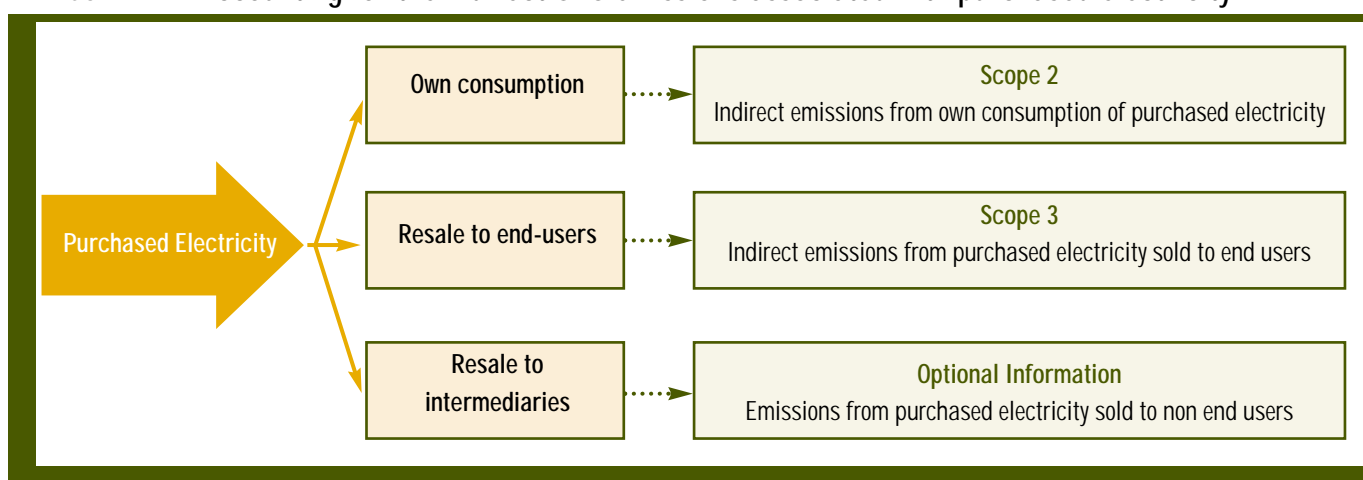 Purchased Electricity
Own consumption
Scope 2
Indirect emissions from own consumption of purchased electricity
Resale to end-users
Scope 3
Indirect emissions from purchased electricity sold to end users
Resale to
intermediaries
Optional Information
Emissions from purchased electricity sold to non end users